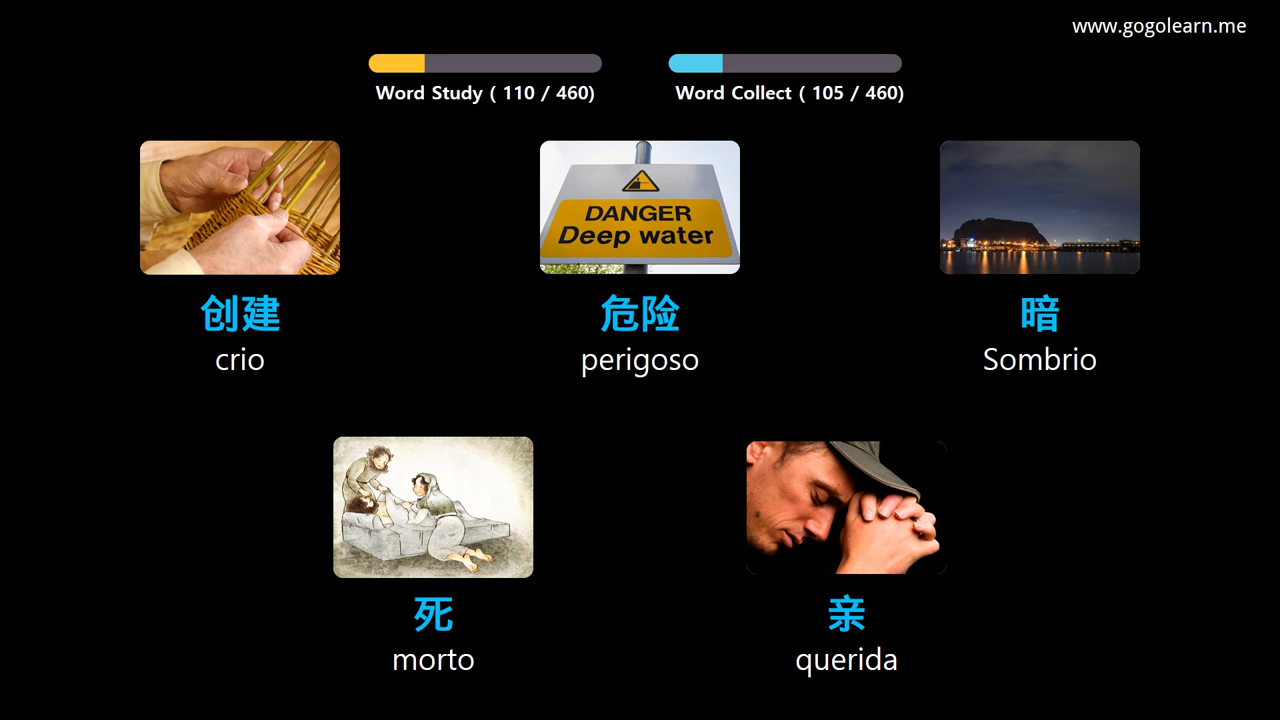 www.gogolearn.me
Word Study ( 110 / 460)
Word Collect ( 105 / 460)
DANGER
Deep water
创建
crio
危险
perigoso
暗
Sombrio
死
morto
亲
querida